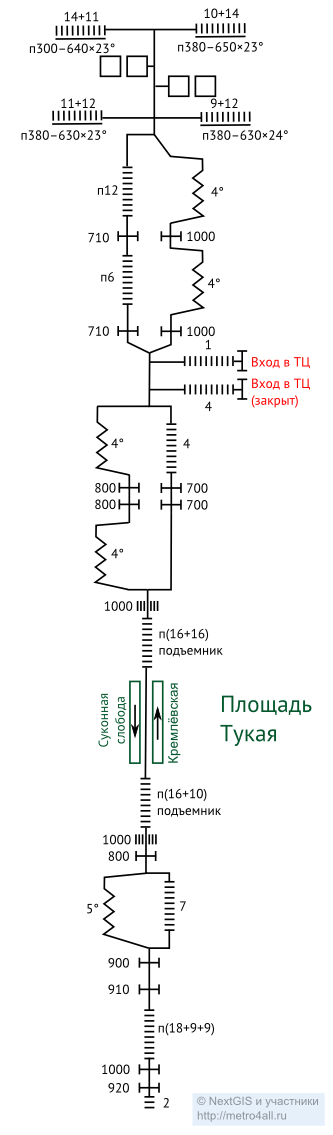 14+11
10+14
п300–640×23°
п380–650×23°
11+12
9+12
п380–630×23°
п380–630×24°
п12
4°
710
1000
п6
4°
710
1000
1
Вход в ТЦ
Вход в ТЦ
(закрыт)
4
4°
4
800
700
800
700
4°
1000
п(16+16)
подъемник
Суконная
слобода
Кремлёвская
Площадь
Тукая
п(16+10)
подъемник
1000
800
5°
7
900
910
п(18+9+9)
1000
920
2
© NextGIS и участники
http://metro4all.ru